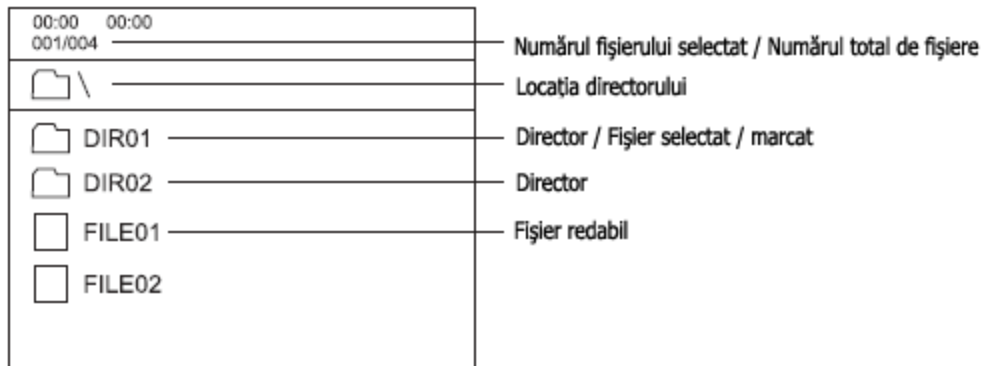 00:00 00:00
001/004
Numărul fişierului selectat / Numărul total de fişiere
\
Locaţia directorului
DIR01
Director / Fişier selectat / marcat
DIR02
Director
FILE01
Fişier redabil
FILE02